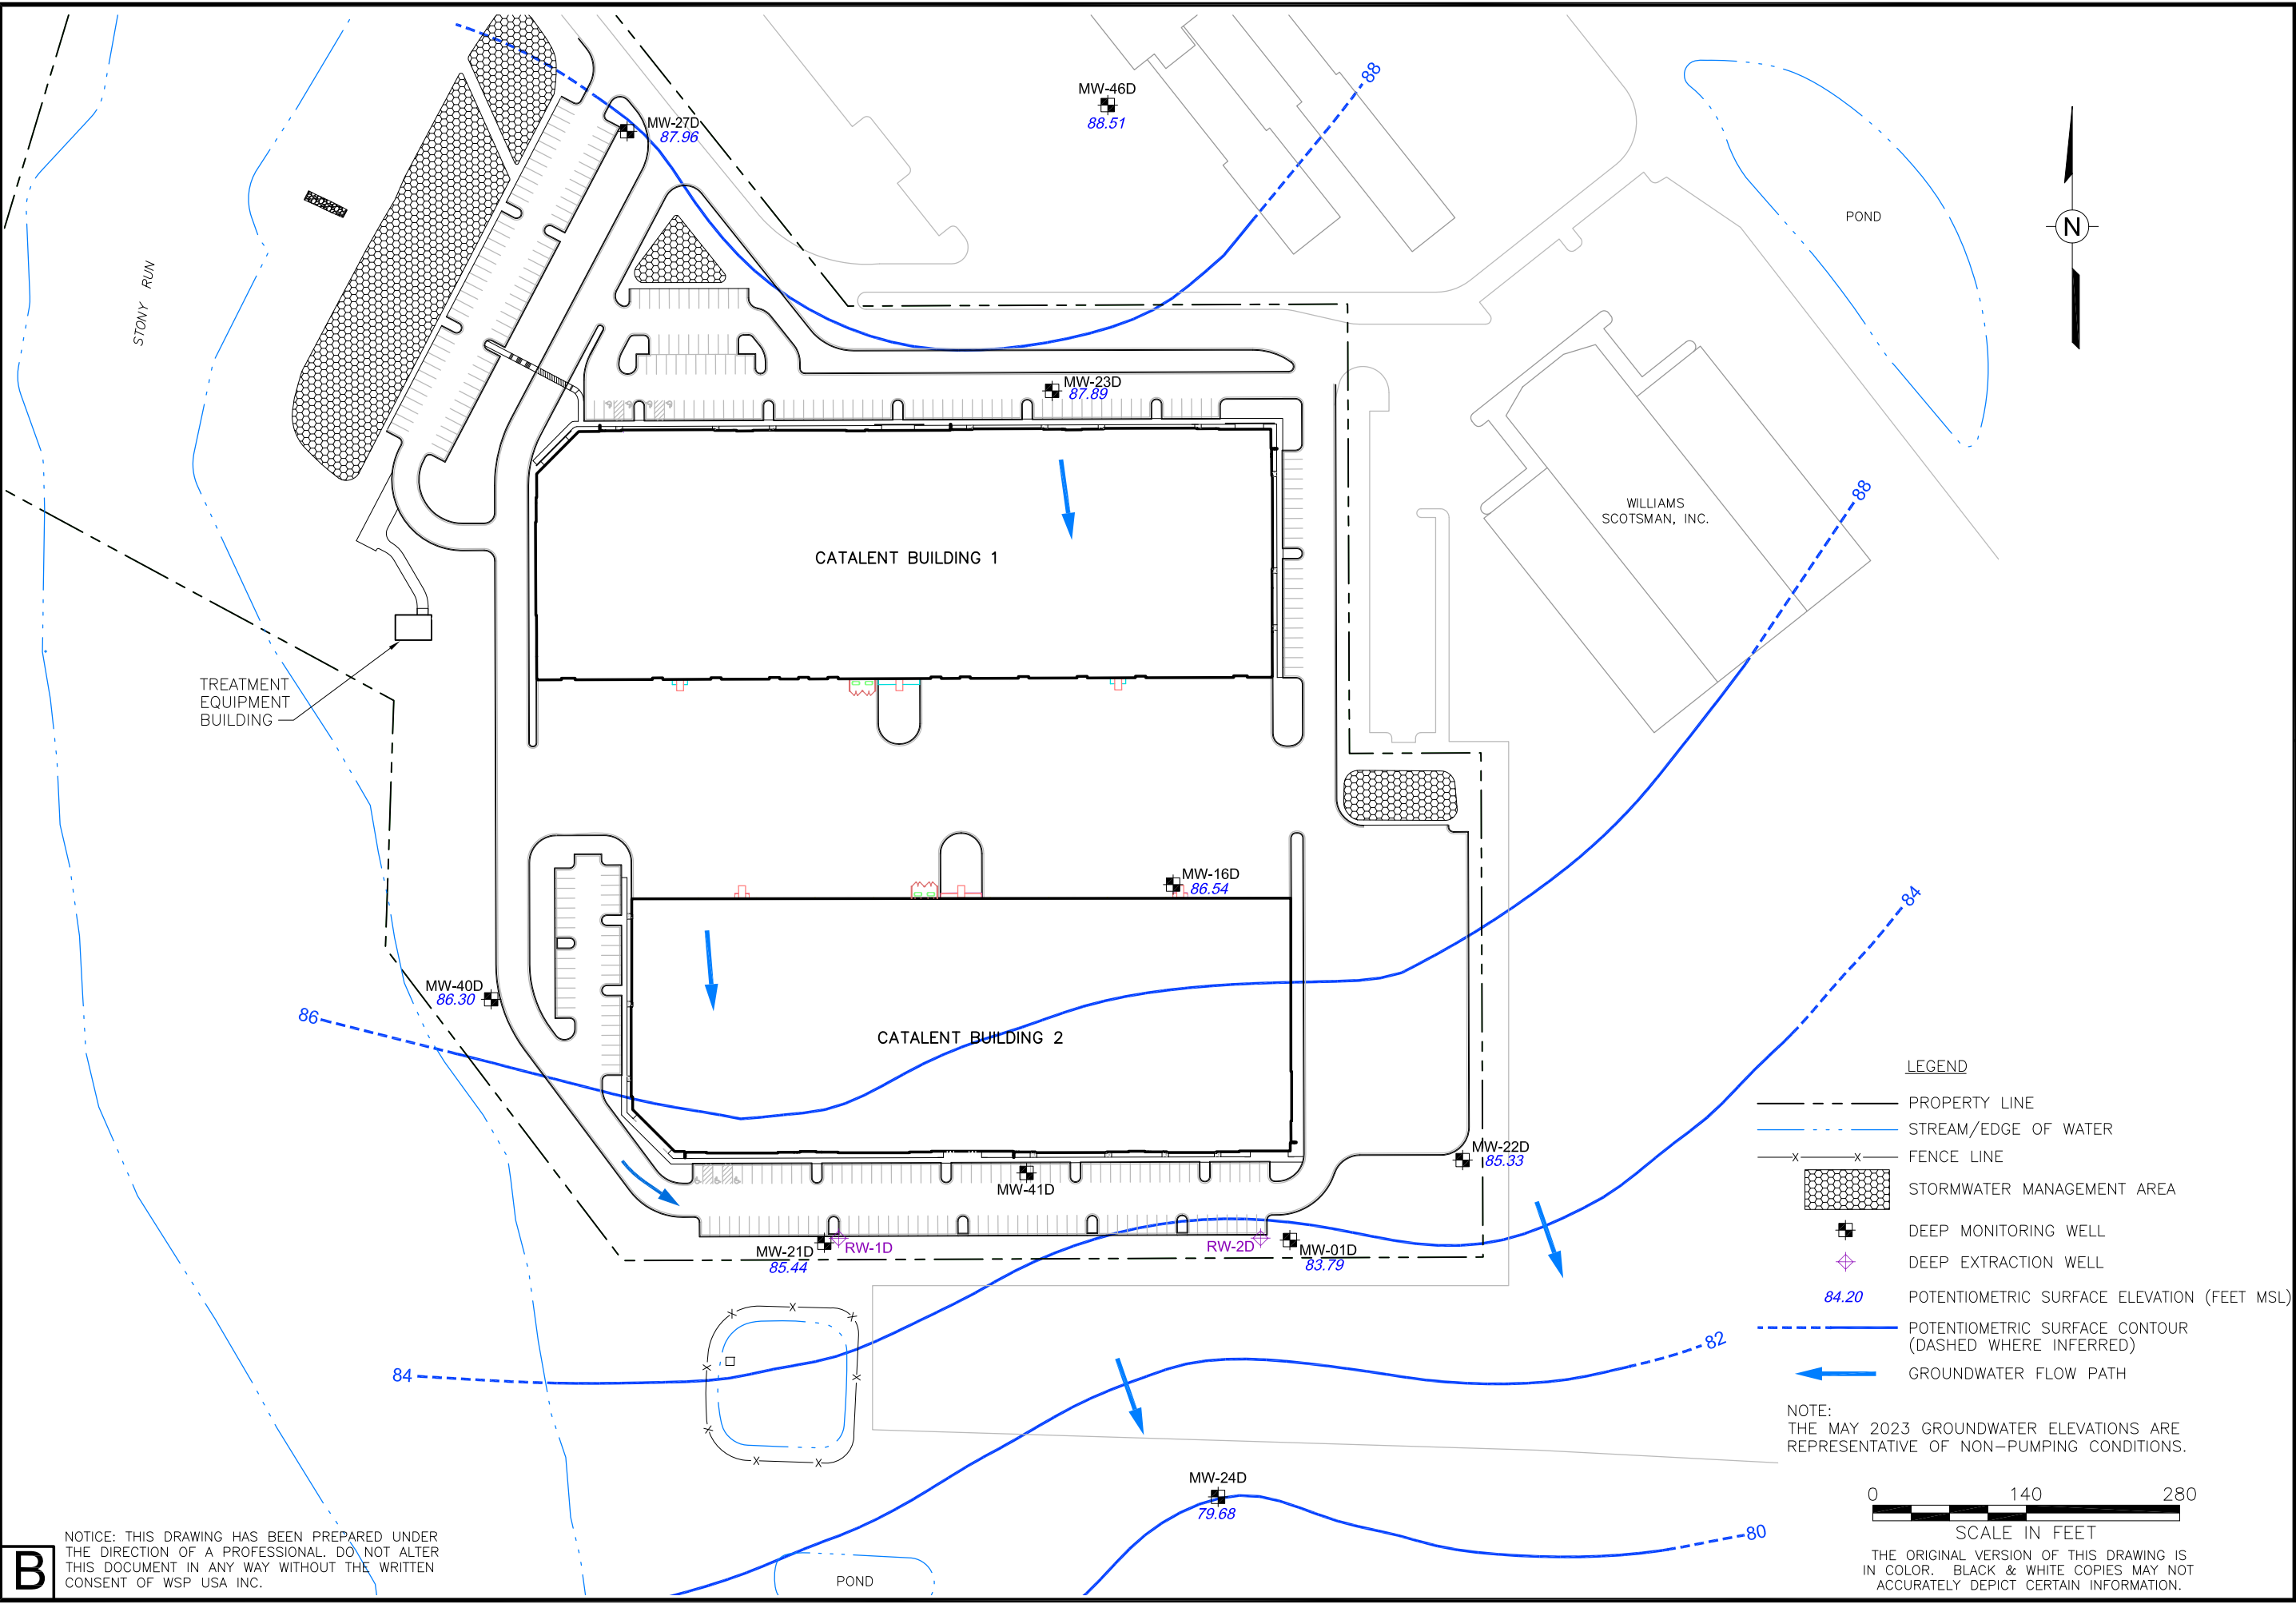 88
MW-46D
88.51
MW-27D
87.96
POND
N
STONY RUN
MW-23D
87.89
88
WILLIAMS
SCOTSMAN, INC.
CATALENT BUILDING 1
TREATMENT
EQUIPMENT
BUILDING
MW-16D
86.54
84
MW-40D
86.30
86
CATALENT BUILDING 2
MW-22D
85.33
MW-41D
MW-21D
85.44
RW-1D
RW-2D
MW-01D
83.79
82
84
MW-24D
79.68
80
POND
LEGEND
PROPERTY LINE
STREAM/EDGE OF WATER
X X FENCE LINE
STORMWATER MANAGEMENT AREA
DEEP MONITORING WELL
DEEP EXTRACTION WELL
84.20 POTENTIOMETRIC SURFACE ELEVATION (FEET MSL)
POTENTIOMETRIC SURFACE CONTOUR
(DASHED WHERE INFERRED)
GROUNDWATER FLOW PATH
NOTE:
THE MAY 2023 GROUNDWATER ELEVATIONS ARE
REPRESENTATIVE OF NON-PUMPING CONDITIONS.
0 140 280
SCALE IN FEET
THE ORIGINAL VERSION OF THIS DRAWING IS
IN COLOR. BLACK & WHITE COPIES MAY NOT
ACCURATELY DEPICT CERTAIN INFORMATION.
B
NOTICE: THIS DRAWING HAS BEEN PREPARED UNDER
THE DIRECTION OF A PROFESSIONAL. DO NOT ALTER
THIS DOCUMENT IN ANY WAY WITHOUT THE WRITTEN
CONSENT OF WSP USA INC.